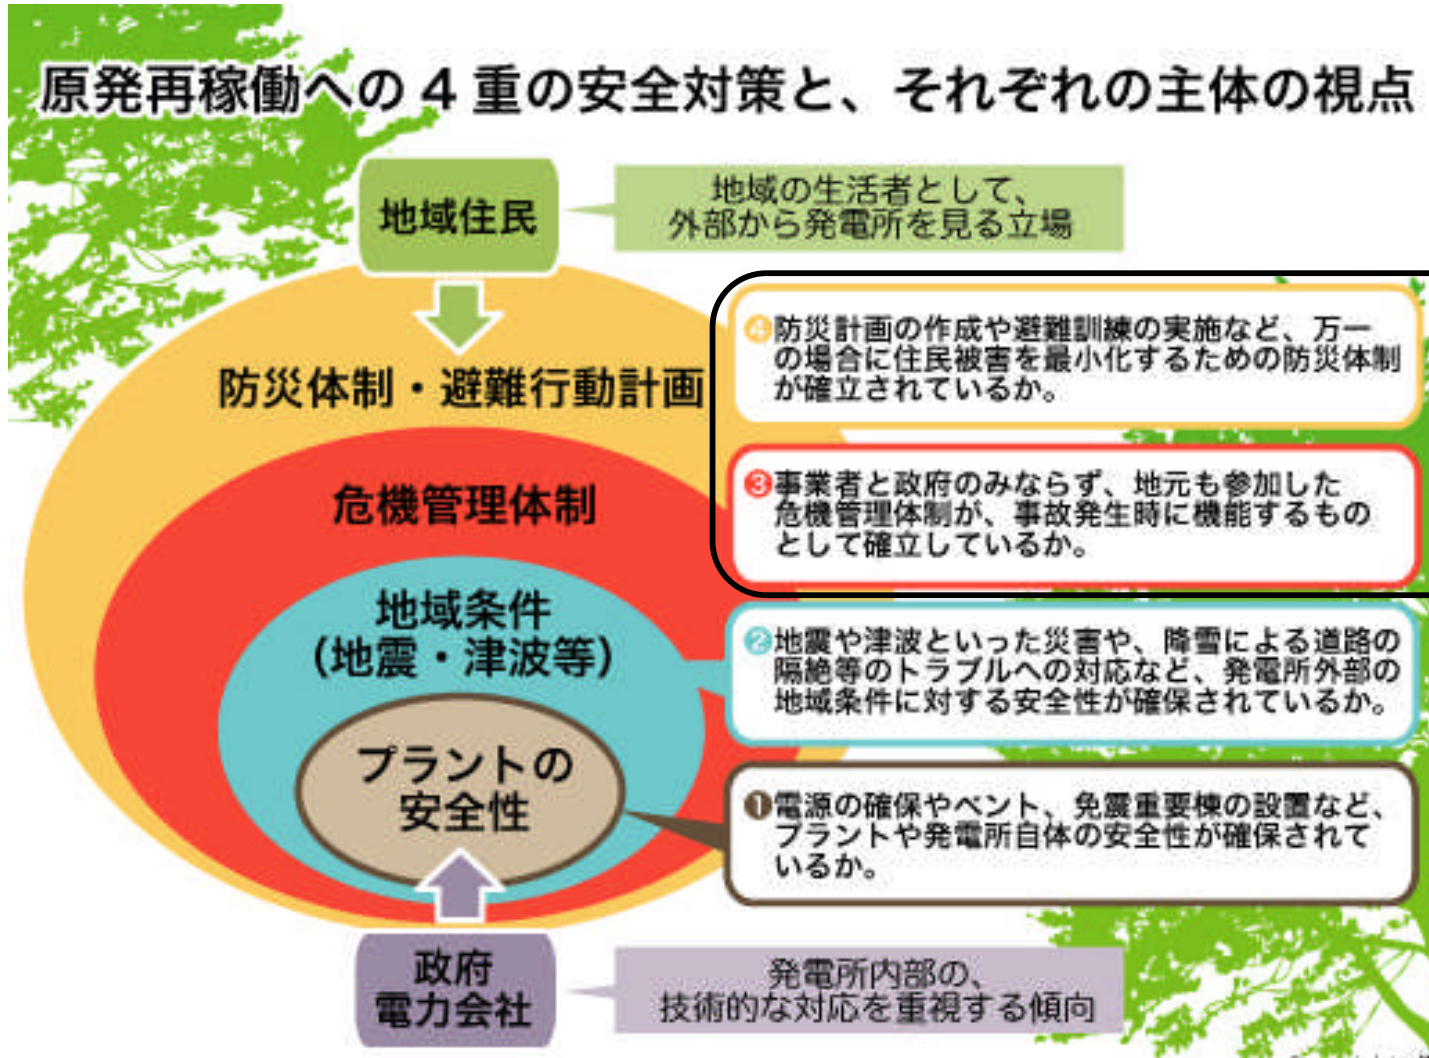 原発再稼働への4重の安全対策と、それぞれの主体の視点
地域住民
地域の生活者として、
外部から発電所を見る立場
防災体制・避難行動計画
❹防災計画の作成や避難訓練の実施など、万一
の場合に住民被害を最小化するための防災体制
が確立されているか。
危機管理体制
❸事業者と政府のみならず、地元も参加した
危機管理体制が、事故発生時に機能するもの
として確立しているか。
地域条件
(地震・津波等)
❷地震や津波といった災害や、降雪による道路の
隔絶等のトラブルへの対応など、発電所外部の
地域条件に対する安全性が確保されているか。
プラントの
安全性
❶電源の確保やベント、免震重要棟の設置など、
プラントや発電所自体の安全性が確保されて
いるか。
政府
電力会社
発電所内部の、
技術的な対応を重視する傾向